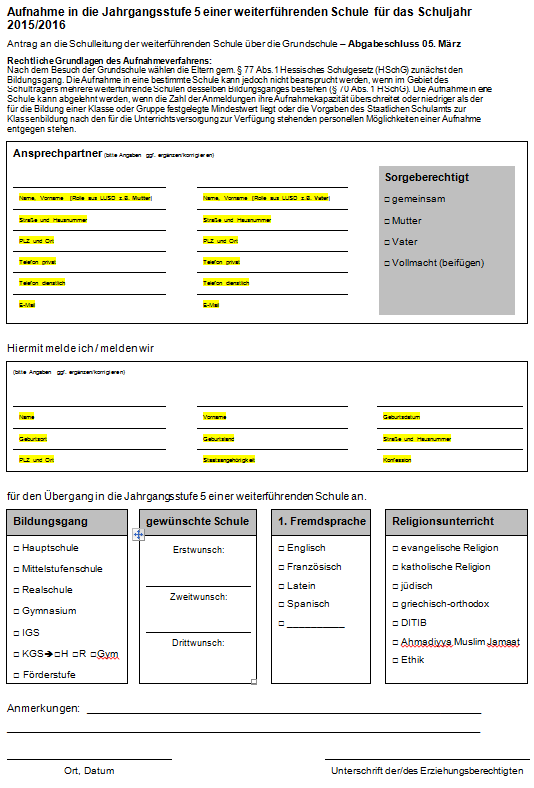 Aufnahme in die Jahrgangsstufe 5 einer weiterführenden Schule für das Schuljahr
2015/2016
Antrag an die Schulleitung der weiterführenden Schule über die Grundschule – Abgabeschluss 05. März
Rechtliche Grundlagen des Aufnahmeverfahrens:
Nach dem Besuch der Grundschule wählen die Eltern gem. § 77 Abs.1 Hessisches Schulgesetz (HSchG) zunächst den
Bildungsgang. Die Aufnahme in eine bestimmte Schule kann jedoch nicht beansprucht werden, wenn im Gebiet des
Schulträgers mehrere weiterführende Schulen desselben Bildungsganges bestehen (§ 70 Abs. 1 HSchG). Die Aufnahme in eine
Schule kann abgelehnt werden, wenn die Zahl der Anmeldungen ihre Aufnahmekapazität überschreitet oder niedriger als der
für die Bildung einer Klasse oder Gruppe festgelegte Mindestwert liegt oder die Vorgaben des Staatlichen Schulamts zur
Klassenbildung nach den für die Unterrichtsversorgung zur Verfügung stehenden personellen Möglichkeiten einer Aufnahme
entgegen stehen.
Ansprechpartner (bitte Angaben ggf. ergänzen/korrigieren)
Sorgeberechtigt
□ gemeinsam
□ Mutter
□ Vater
□ Vollmacht (beifügen)
Name, Vorname (Rolle aus LUSD z.B. Mutter) Name, Vorname (Rolle aus LUSD z.B. Vater)
Straße und Hausnummer Straße und Hausnummer
PLZ und Ort PLZ und Ort
Telefon privat Telefon privat
Telefon dienstlich Telefon dienstlich
E-Mail E-Mail
Hiermit melde ich / melden wir
(bitte Angaben ggf. ergänzen/korrigieren)
Name Vorname Geburtsdatum
Geburtsort Geburtsland Straße und Hausnummer
PLZ und Ort Staatsangehörigkeit Konfession
für den Übergang in die Jahrgangsstufe 5 einer weiterführenden Schule an.
Bildungsgang
□ Hauptschule
□ Mittelstufenschule
□ Realschule
□ Gymnasium
□ IGS
□ KGS➔□H □R □Gym
□ Förderstufe
gewünschte Schule
Erstwunsch:
Zweitwunsch:
Drittwunsch:
1. Fremdsprache
□ Englisch
□ Französisch
□ Latein
□ Spanisch
□ __________
Religionsunterricht
□ evangelische Religion
□ katholische Religion
□ jüdisch
□ griechisch-orthodox
□ DITIB
□ Ahmadiyya Muslim Jamaat
□ Ethik
Anmerkungen:
Ort, Datum Unterschrift der/des Erziehungsberechtigten